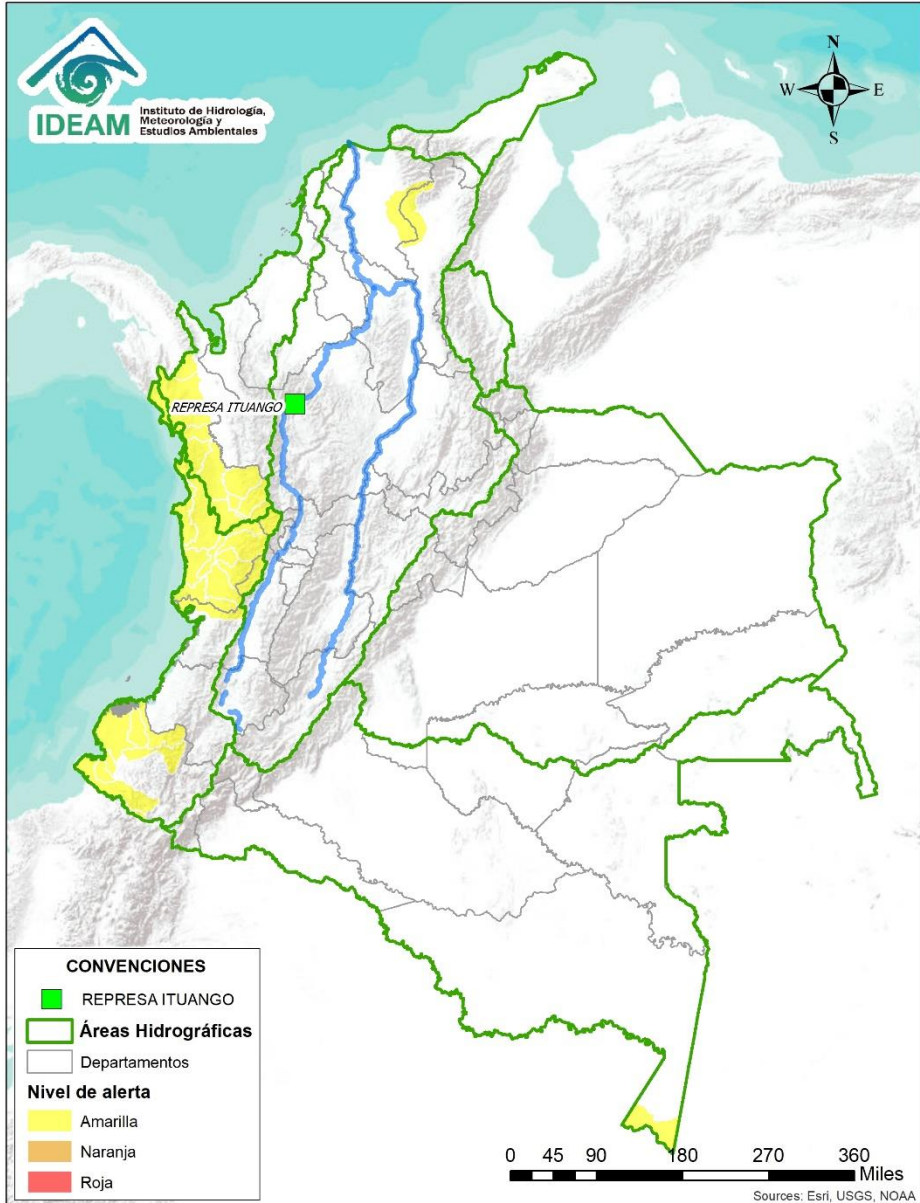 IDEAM
Instituto de Hidrología,
Meteorología y
Estudios Ambientales
N
W
E
S
REPRESA ITUANGO
CONVENCIONES
REPRESA ITUANGO
Áreas Hidrográficas
Departamentos
Nivel de alerta
Amarilla
Naranja
Roja
0 45 90 180 270 360
Miles
Sources: Esri, USGS, NOAA